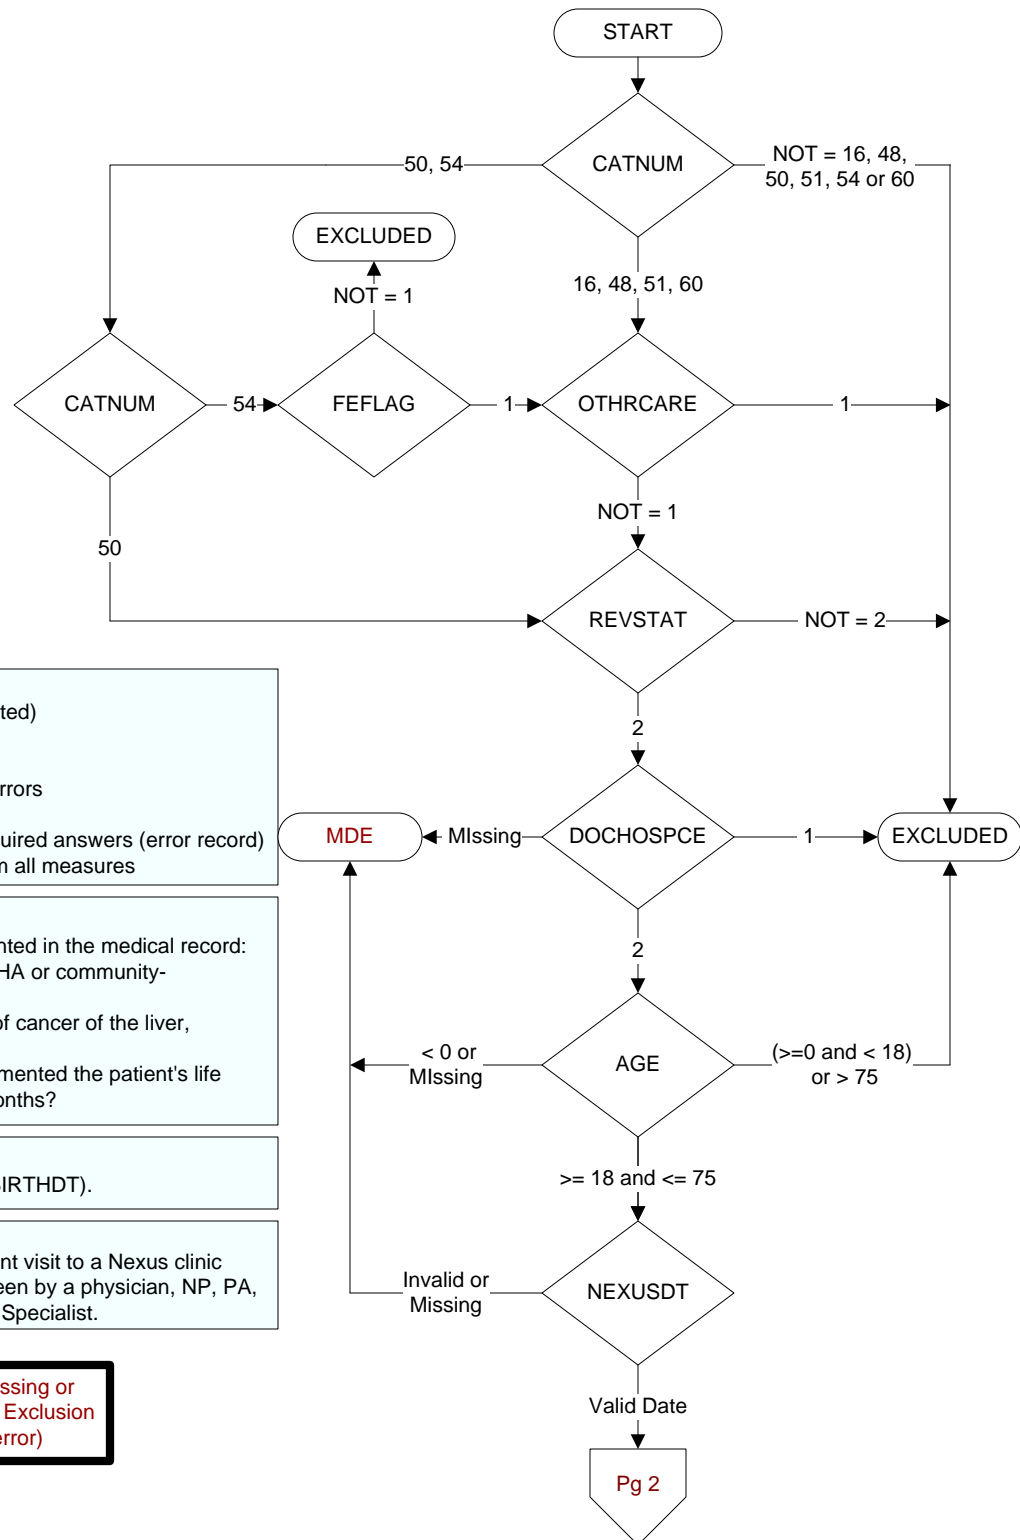 START
CATNUM
50, 54
NOT = 16, 48,
50, 51, 54 or 60
EXCLUDED
NOT = 1
16, 48, 51, 60
CATNUM
54
FEFLAG
1
OTHRCARE
1
NOT = 1
50
REVSTAT
NOT = 2
2
ted)
rrors
quired answers (error record)
m all measures
MDE
MIssing
DOCHOSPCE
1
EXCLUDED
nted in the medical record:
HA or community-
of cancer of the liver,
mented the patient's life
onths?
2
< 0 or
MIssing
AGE
(>=0 and < 18)
or > 75
BIRTHDT).
>= 18 and <= 75
nt visit to a Nexus clinic
een by a physician, NP, PA,
Specialist.
Invalid or
Missing
NEXUSDT
ssing or
Exclusion
error)
Valid Date
Pg 2